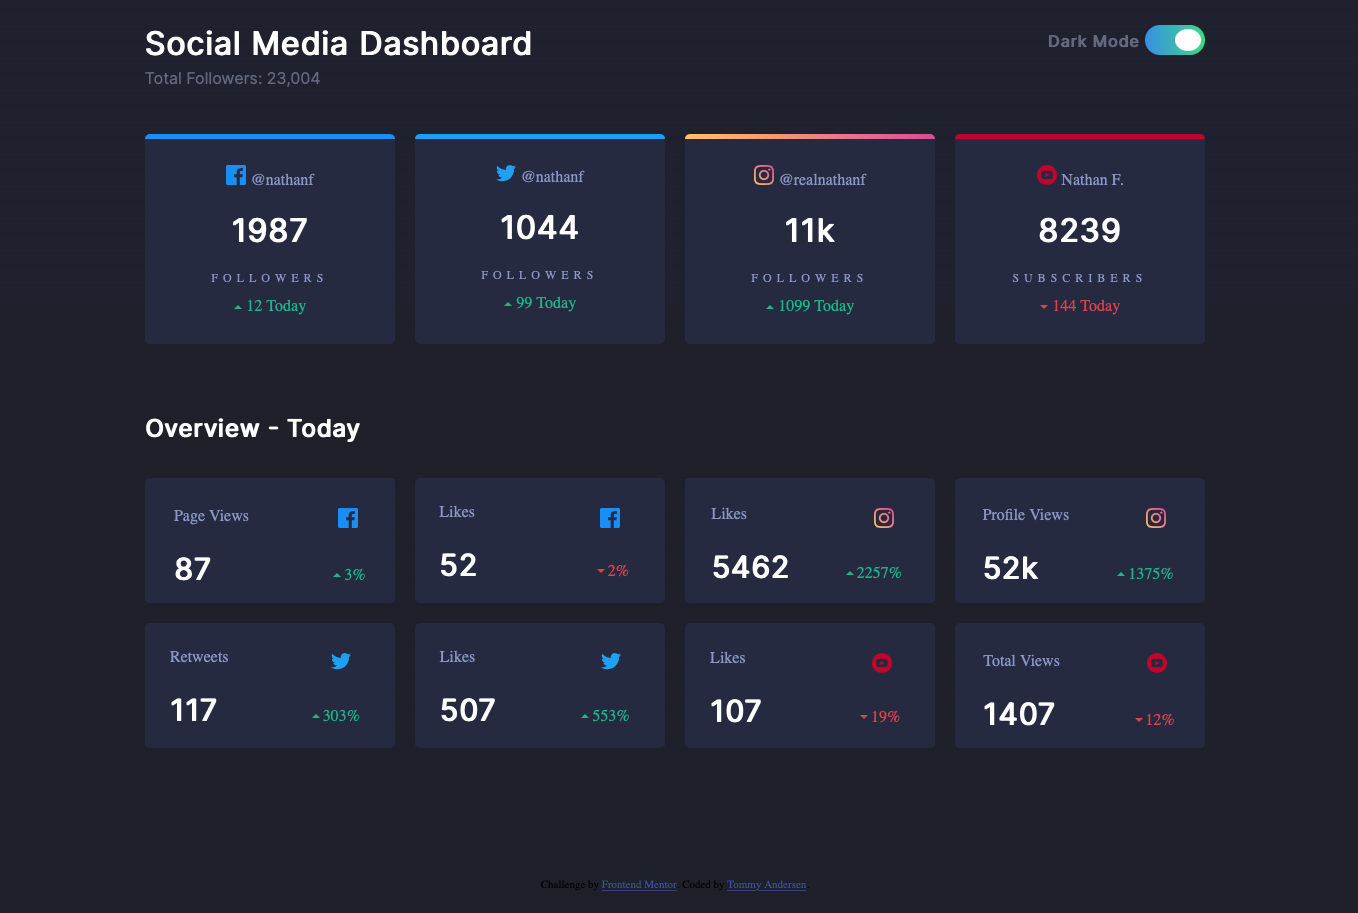 Social Media Dashboard
Dark Mode
Total Followers: 23,004
@nathanf
1987
FOLLOWERS
12 Today
@nathanf
1044
FOLLOWERS
99 Today
@realnathanf
11k
FOLLOWERS
1099 Today
Nathan F.
8239
SUBSCRIBERS
144 Today
Overview - Today
Page Views
87
3%
Likes
52
2%
Likes
5462
2257%
Profile Views
52k
1375%
Retweets
117
303%
Likes
507
553%
Likes
107
19%
Total Views
1407
12%
Challenge by Frontend Mentor. Coded by Tommy Andersen.